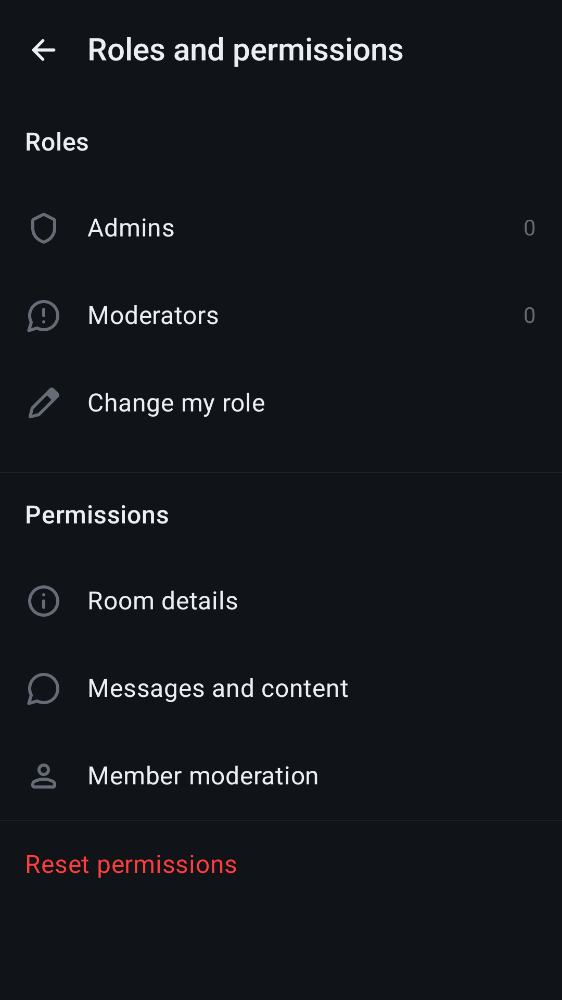 Roles and permissions
Roles
Admins 0
Moderators 0
Change my role
Permissions
Room details
Messages and content
Member moderation
Reset permissions